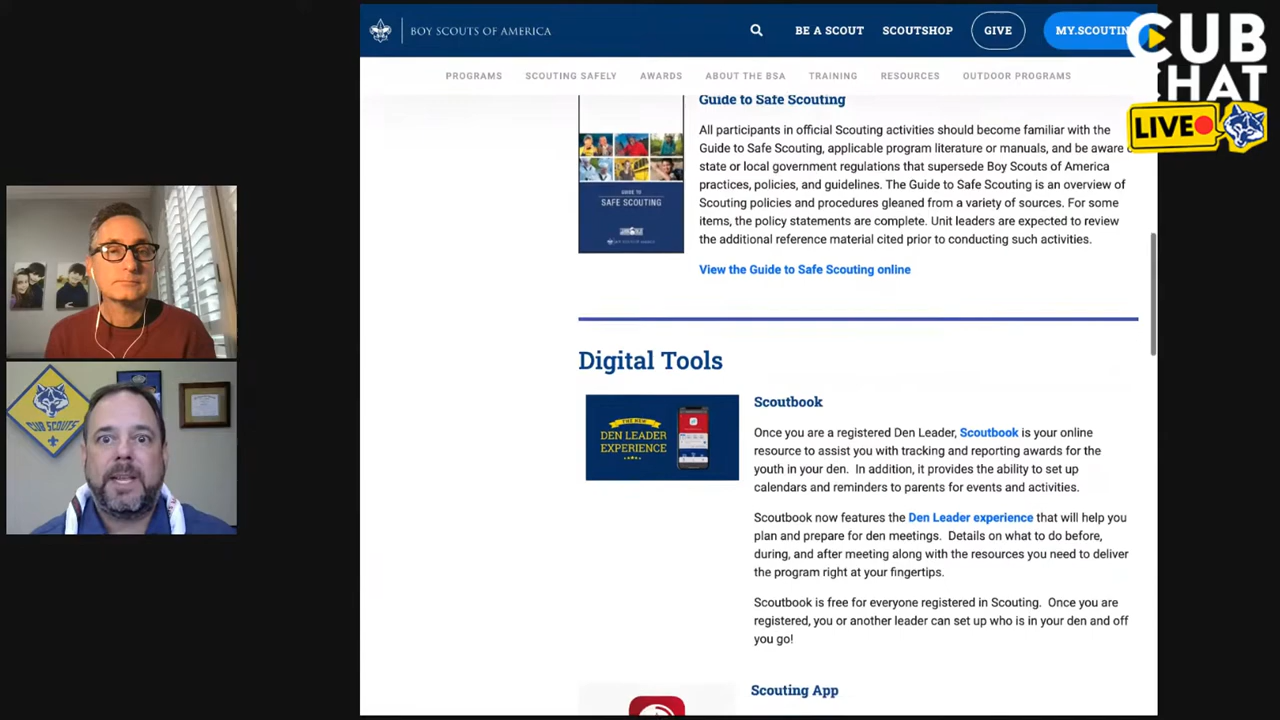 BOY SCOUTS OF AMERICA
BE A SCOUT
SCOUTSHOP
GIVE
MY.SCOUTIN
CUB
CHAT
LIVE
PROGRAMS
SCOUTING SAFELY
AWARDS
ABOUT THE BSA
TRAINING
RESOURCES
OUTDOOR PROGRAMS
Guide to Safe Scouting
All participants in official Scouting activities should become familiar with the
Guide to Safe Scouting, applicable program literature or manuals, and be aware
state or local government regulations that supersede Boy Scouts of America
practices, policies, and guidelines. The Guide to Safe Scouting is an overview of
Scouting policies and procedures gleaned from a variety of sources. For some
items, the policy statements are complete. Unit leaders are expected to review
the additional reference material cited prior to conducting such activities.
View the Guide to Safe Scouting online
GUIDE TO
SAFE SCOUTING
BOY SCOUTS OF AMERICA
Digital Tools
THE NEW
DEN LEADER
EXPERIENCE
Scoutbook
Once you are a registered Den Leader, Scoutbook is your online
resource to assist you with tracking and reporting awards for the
youth in your den. In addition, it provides the ability to set up
calendars and reminders to parents for events and activities.
Scoutbook now features the Den Leader experience that will help you
plan and prepare for den meetings. Details on what to do before,
during, and after meeting along with the resources you need to deliver
the program right at your fingertips.
Scoutbook is free for everyone registered in Scouting. Once you are
registered, you or another leader can set up who is in your den and off
you go!
Scouting App
CUB SCOUTS